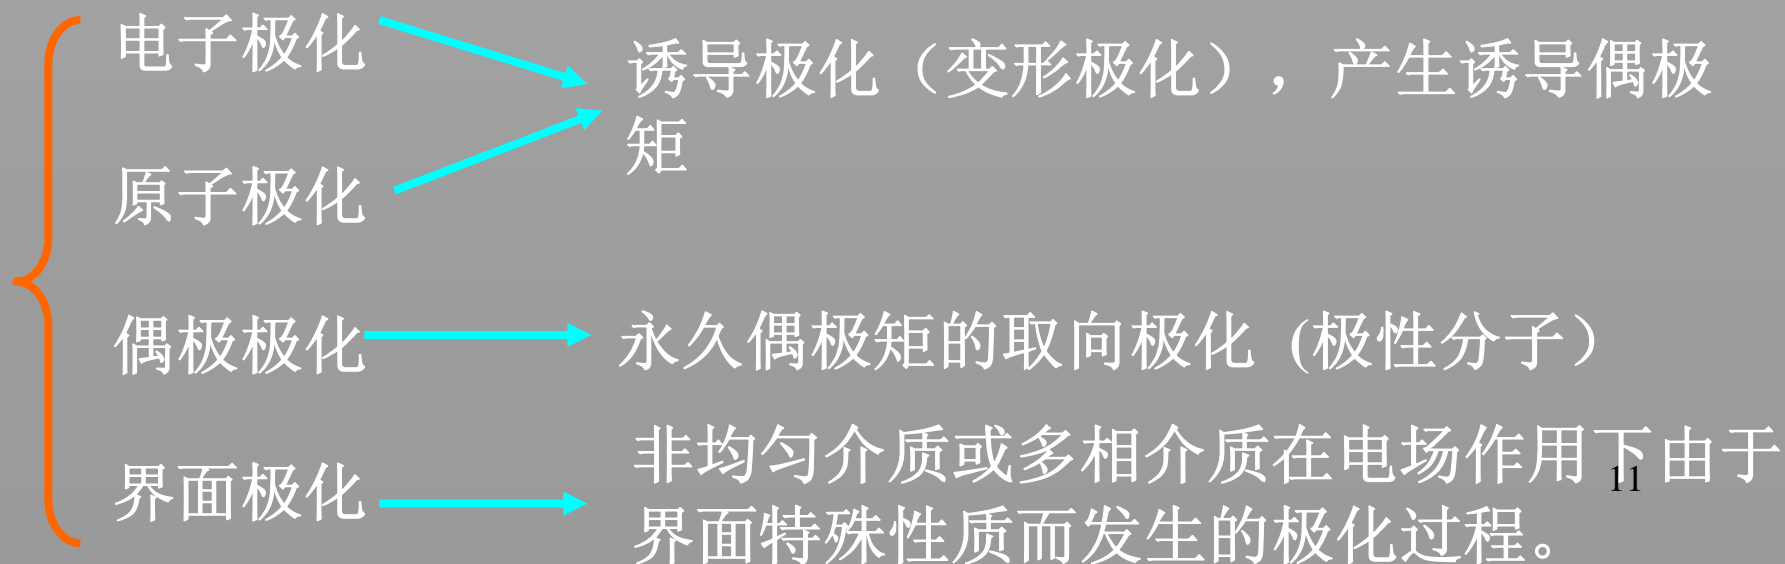 电子极化
诱导极化（变形极化），产生诱导偶极
矩
原子极化
偶极极化
永久偶极矩的取向极化 (极性分子）
界面极化
非均匀介质或多相介质在电场作用下由于
界面特殊性质而发生的极化过程。
11